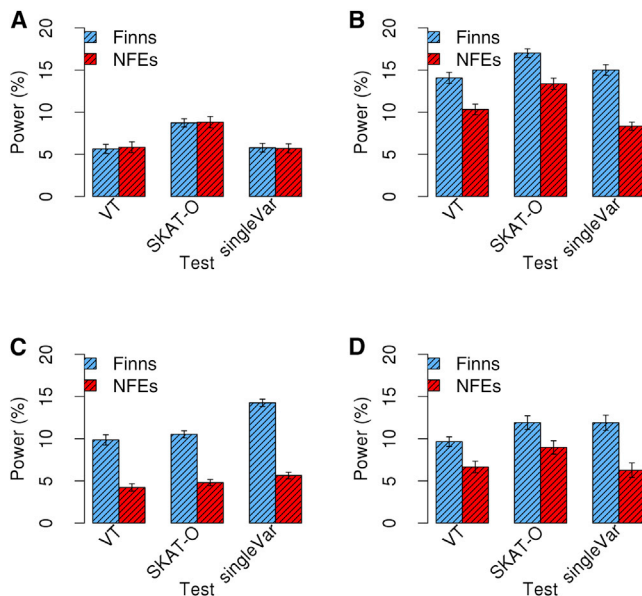 A
Power (%)
0 5 10 15 20
Finns
NFEs
VT SKAT-O singleVar
Test
B
Power (%)
0 5 10 15 20
Finns
NFEs
VT SKAT-O singleVar
Test
C
Power (%)
0 5 10 15 20
Finns
NFEs
VT SKAT-O singleVar
Test
D
Power (%)
0 5 10 15 20
Finns
NFEs
VT SKAT-O singleVar
Test